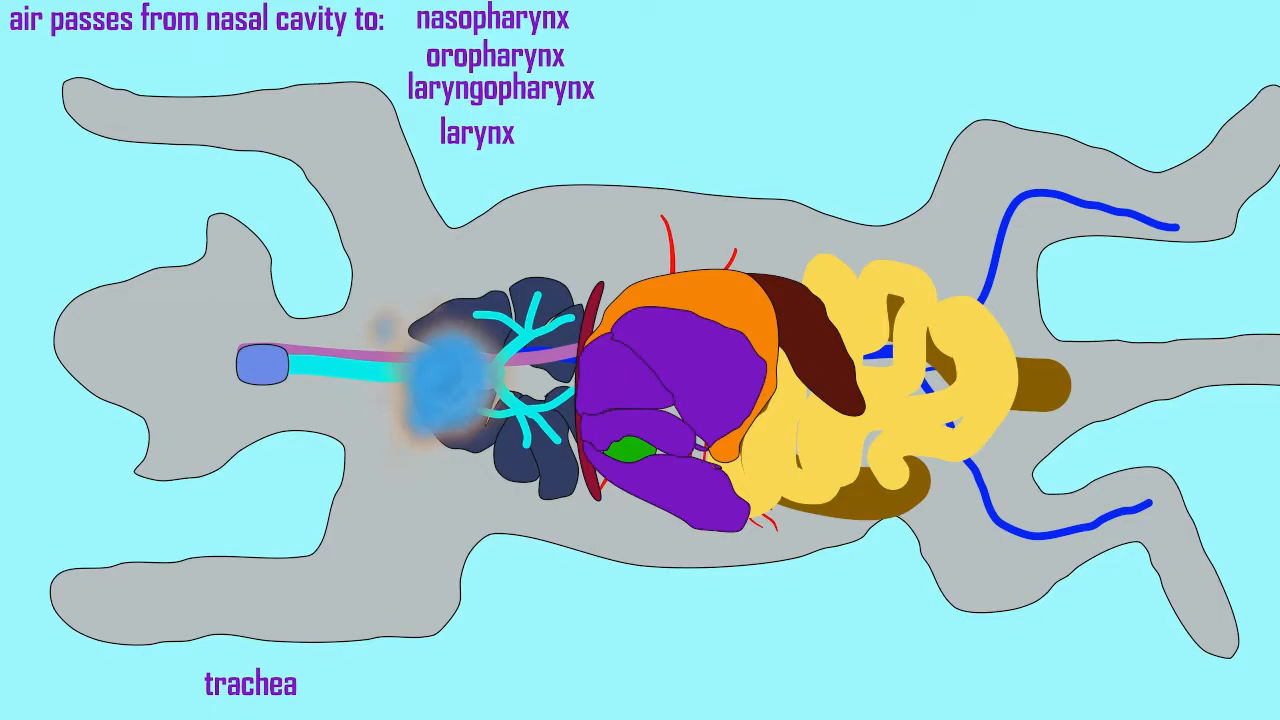 air passes from nasal cavity to:
nasopharynx
oropharynx
laryngopharynx
larynx
trachea